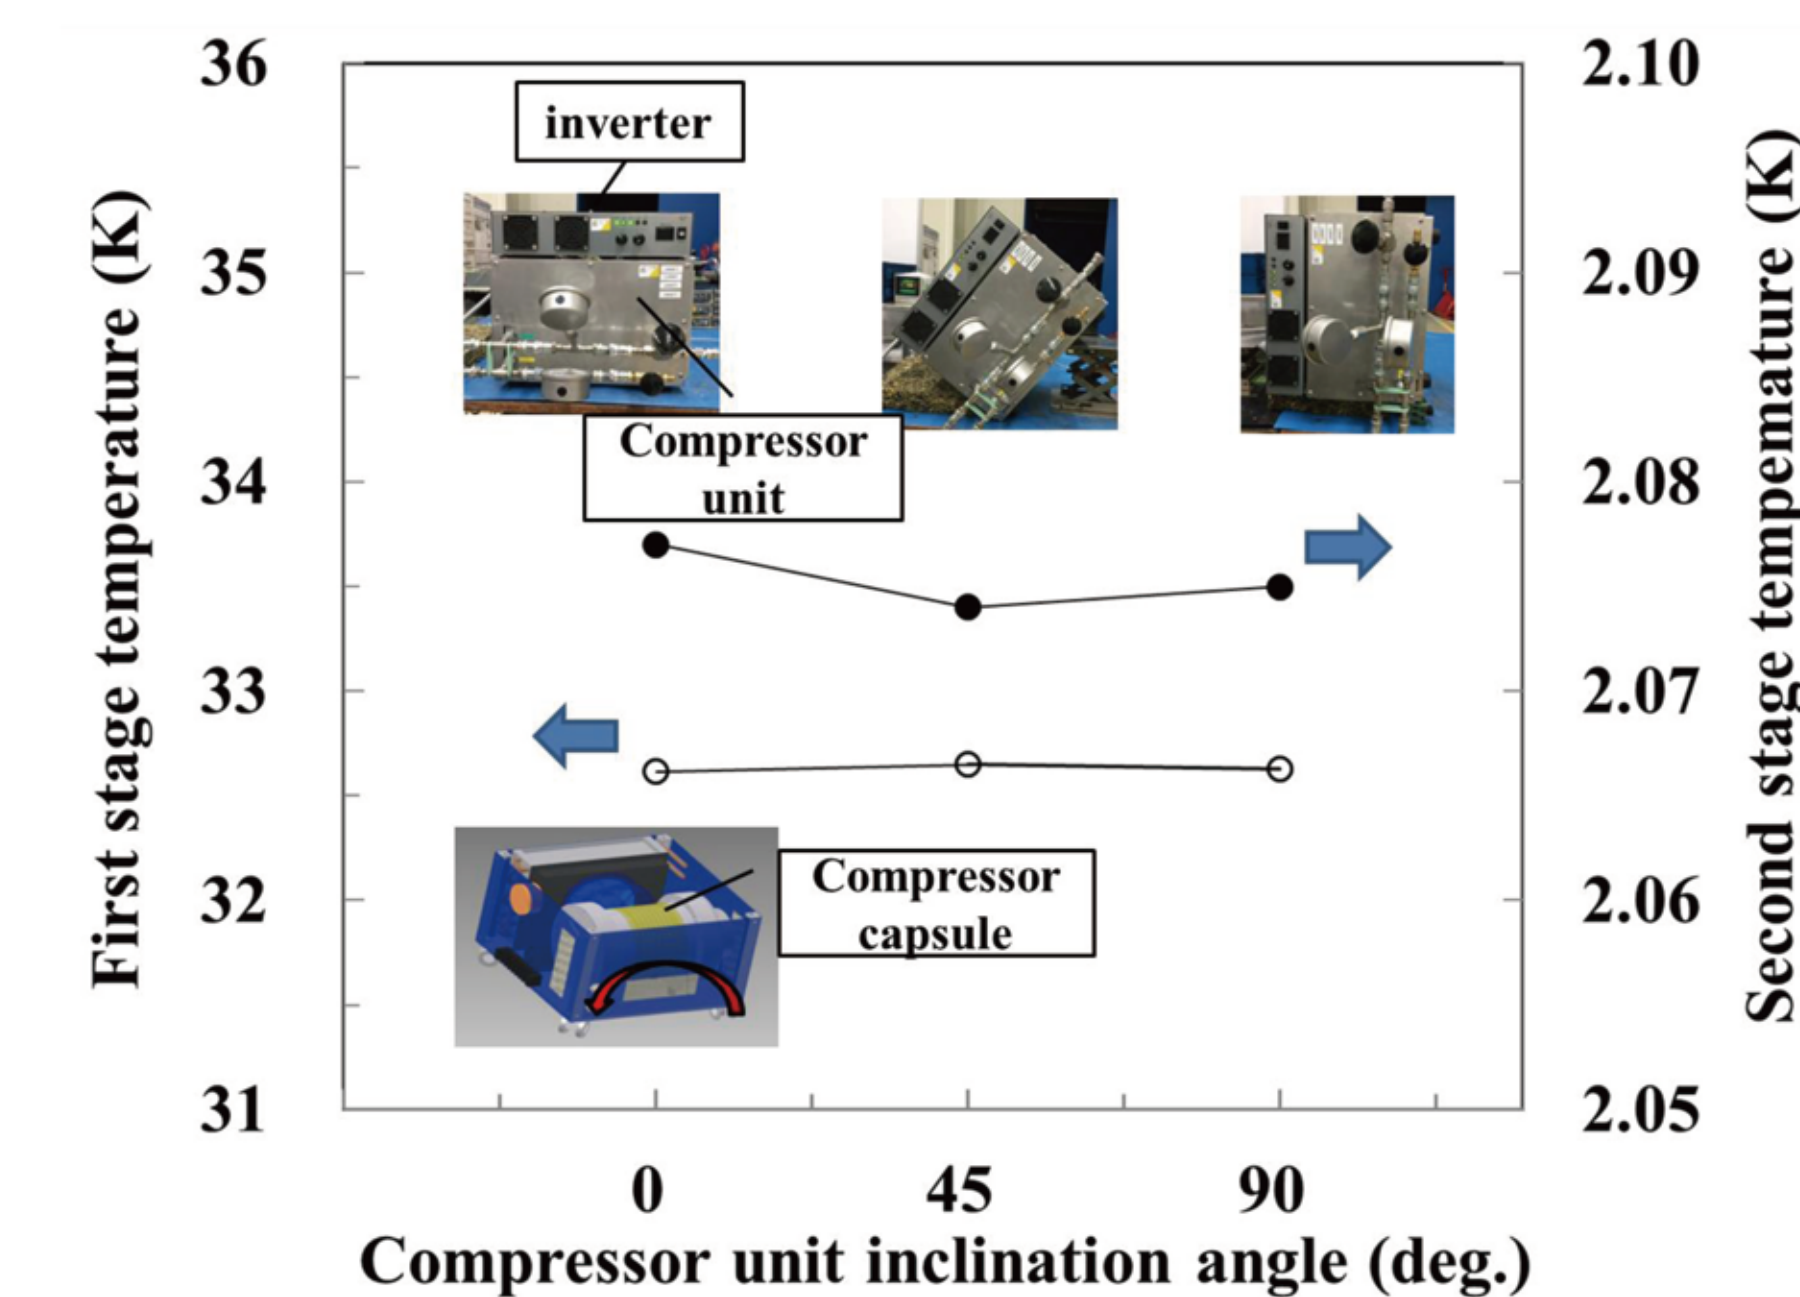 36
35
34
33
32
31
First stage temperature (K)
inverter
Compressor
unit
Compressor
capsule
2.10
2.09
2.08
2.07
2.06
2.05
Second stage tempemature (K)
0 45 90
Compressor unit inclination angle (deg.)